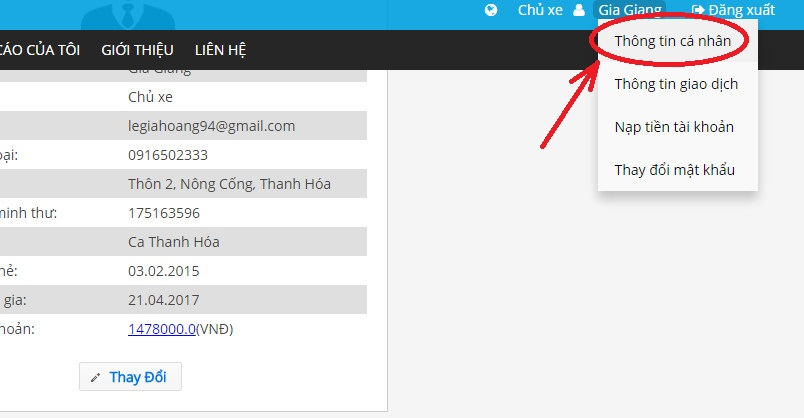 Chủ xe Gia Giang Đăng xuất
CÁO CỦA TÔI GIỚI THIỆU LIÊN HỆ
Thông tin cá nhân
Thông tin giao dịch
Nạp tiền tài khoản
Thay đổi mật khẩu
Gia Giang
Chủ xe
legiahoang94@gmail.com
oại: 0916502333
Thôn 2, Nông Cống, Thanh Hóa
minh thư: 175163596
Ca Thanh Hóa
hẻ: 03.02.2015
gia: 21.04.2017
hoản: 1478000.0(VNĐ)
Thay Đổi